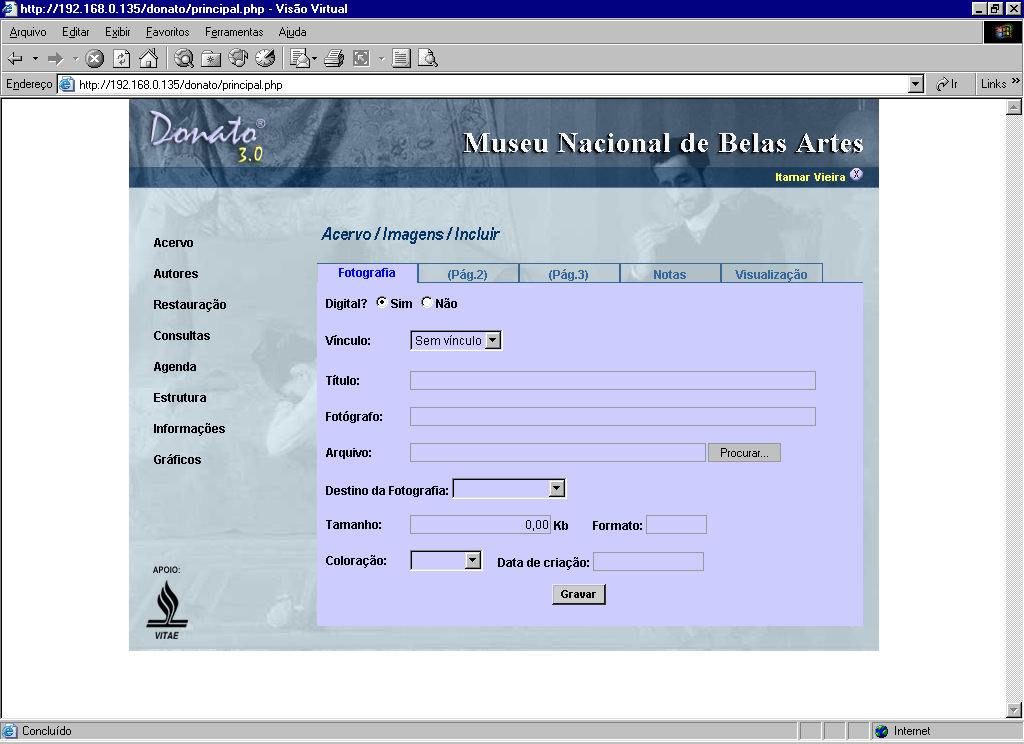 http://192.168.0.135/donato/principal.php - Visão Virtual
Arquivo Editar Exibir Favoritos Ferramentas Ajuda
Endereço http://192.168.0.135/donato/principal.php Ir Links »
Donato® 3.0
Museu Nacional de Belas Artes
Itamar Vieira X
Acervo
Autores
Restauração
Consultas
Agenda
Estrutura
Informações
Gráficos
APOIO:
VITAE
Acervo / Imagens / Incluir
Fotografia (Pág.2) (Pág.3) Notas Visualização
Digital? Sim Não
Vínculo: Sem vínculo
Título:
Fotógrafo:
Arquivo: Procurar...
Destino da Fotografia:
Tamanho: 0,00 Kb Formato:
Coloração: Data de criação:
Gravar
Concluído Internet